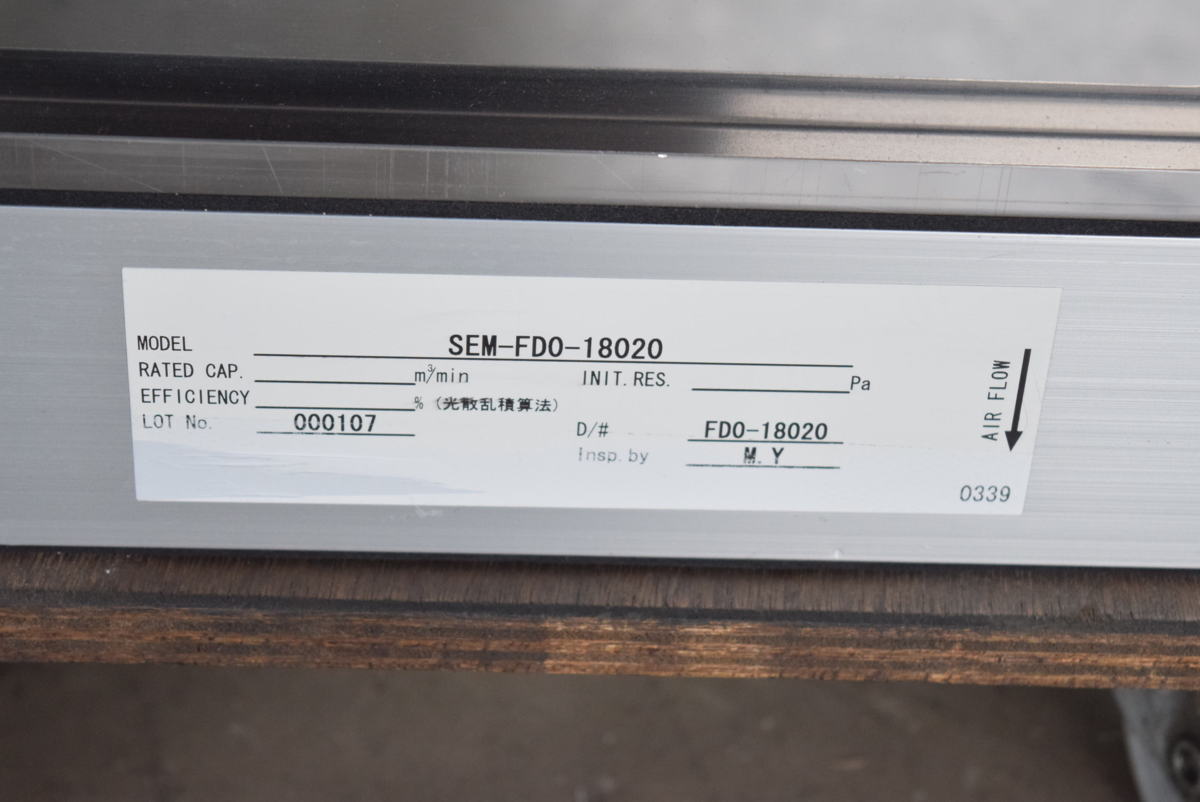 MODEL SEM-FDO-18020
RATED CAP. m³/min INIT. RES. Pa
EFFICIENCY % (光散乱積算法)
LOT No. 000107 D/# FDO-18020
Insp. by M. Y
AIR FLOW
0339